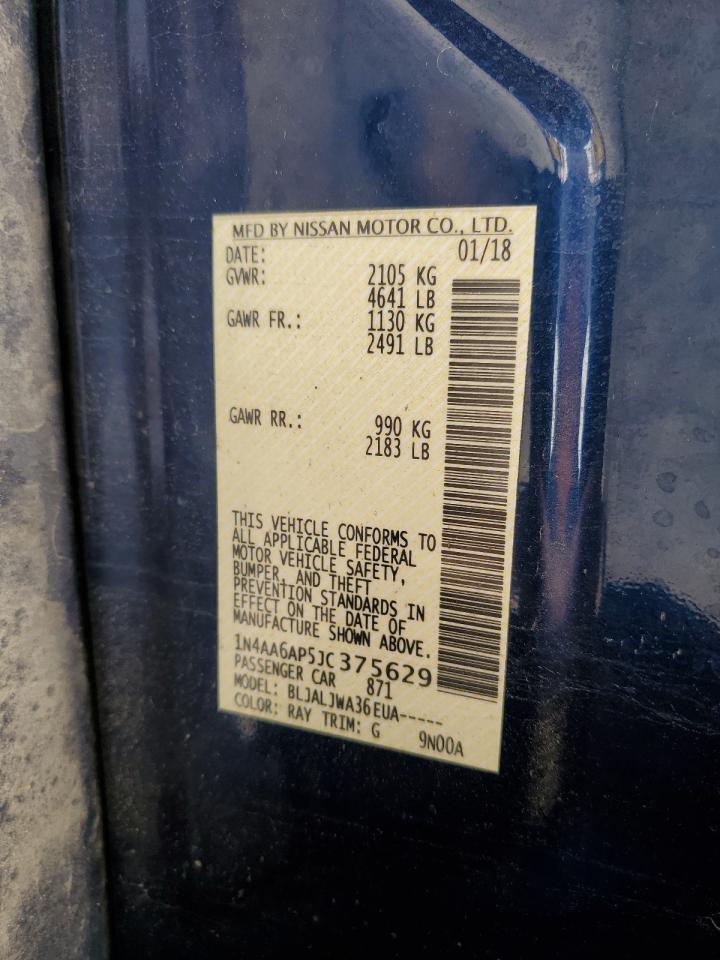 MFD BY NISSAN MOTOR CO., LTD.
DATE: 01/18
GVWR: 2105 KG
4641 LB
GAWR FR.: 1130 KG
2491 LB
GAWR RR.: 990 KG
2183 LB
THIS VEHICLE CONFORMS TO
ALL APPLICABLE FEDERAL
MOTOR VEHICLE SAFETY,
BUMPER, AND THEFT
PREVENTION STANDARDS IN
EFFECT ON THE DATE OF
MANUFACTURE SHOWN ABOVE.
1N4AA6AP5JC375629
PASSENGER CAR 871
MODEL: BLJALJWA36EUA-----
COLOR: RAY TRIM: G 9N00A